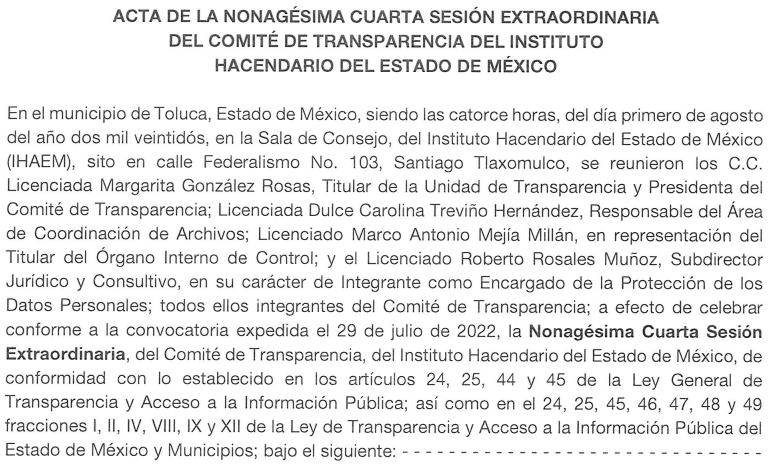 ACTA DE LA NONAGÉSIMA CUARTA SESIÓN EXTRAORDINARIA
DEL COMITÉ DE TRANSPARENCIA DEL INSTITUTO
HACENDARIO DEL ESTADO DE MÉXICO
En el municipio de Toluca, Estado de México, siendo las catorce horas, del día primero de agosto
del año dos mil veintidós, en la Sala de Consejo, del Instituto Hacendario del Estado de México
(IHAEM), sito en calle Federalismo No. 103, Santiago Tlaxomulco, se reunieron los C.C.
Licenciada Margarita González Rosas, Titular de la Unidad de Transparencia y Presidenta del
Comité de Transparencia; Licenciada Dulce Carolina Treviño Hernández, Responsable del Área
de Coordinación de Archivos; Licenciado Marco Antonio Mejía Millán, en representación del
Titular del Órgano Interno de Control; y el Licenciado Roberto Rosales Muñoz, Subdirector
Jurídico y Consultivo, en su carácter de Integrante como Encargado de la Protección de los
Datos Personales; todos ellos integrantes del Comité de Transparencia; a efecto de celebrar
conforme a la convocatoria expedida el 29 de julio de 2022, la Nonagésima Cuarta Sesión
Extraordinaria, del Comité de Transparencia, del Instituto Hacendario del Estado de México, de
conformidad con lo establecido en los artículos 24, 25, 44 y 45 de la Ley General de
Transparencia y Acceso a la Información Pública; así como en el 24, 25, 45, 46, 47, 48 y 49
fracciones I, II, IV, VIII, IX y XII de la Ley de Transparencia y Acceso a la Información Pública del
Estado de México y Municipios; bajo el siguiente: - - - - - - - - - - - - - - - - - - - - - - - - - - - - - - -